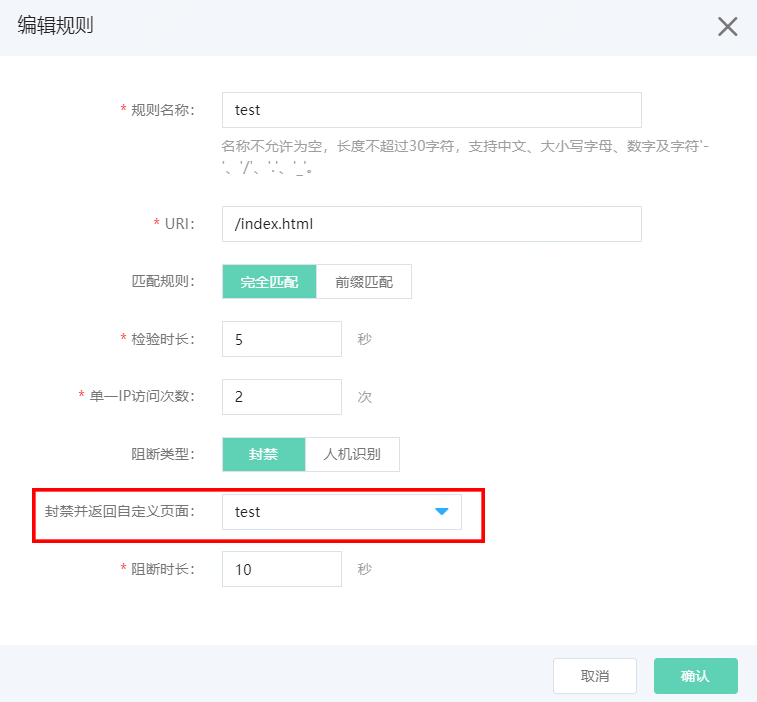 编辑规则
* 规则名称： test
名称不允许为空，长度不超过30字符，支持中文、大小写字母、数字及字符'-
'、'/'、'.'、'_'。
* URI： /index.html
匹配规则： 完全匹配 前缀匹配
* 检验时长： 5 秒
* 单一IP访问次数： 2 次
阻断类型： 封禁 人机识别
封禁并返回自定义页面： test
* 阻断时长： 10 秒
取消 确认